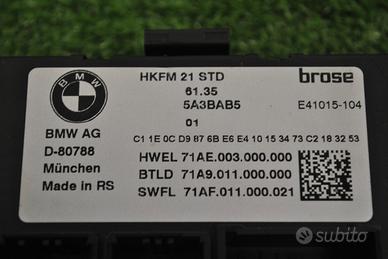 BMW
HKFM 21 STD
brose
61.35
5A3BAB5
E41015-104
01
BMW AG
C1 1E 0C D9 87 6B E6 E4 10 15 34 73 C2 18 32 53
D-80788
HWEL 71AE.003.000.000
München
BTLD 71A9.011.000.000
Made in RS
SWFL 71AF.011.000.021
subito